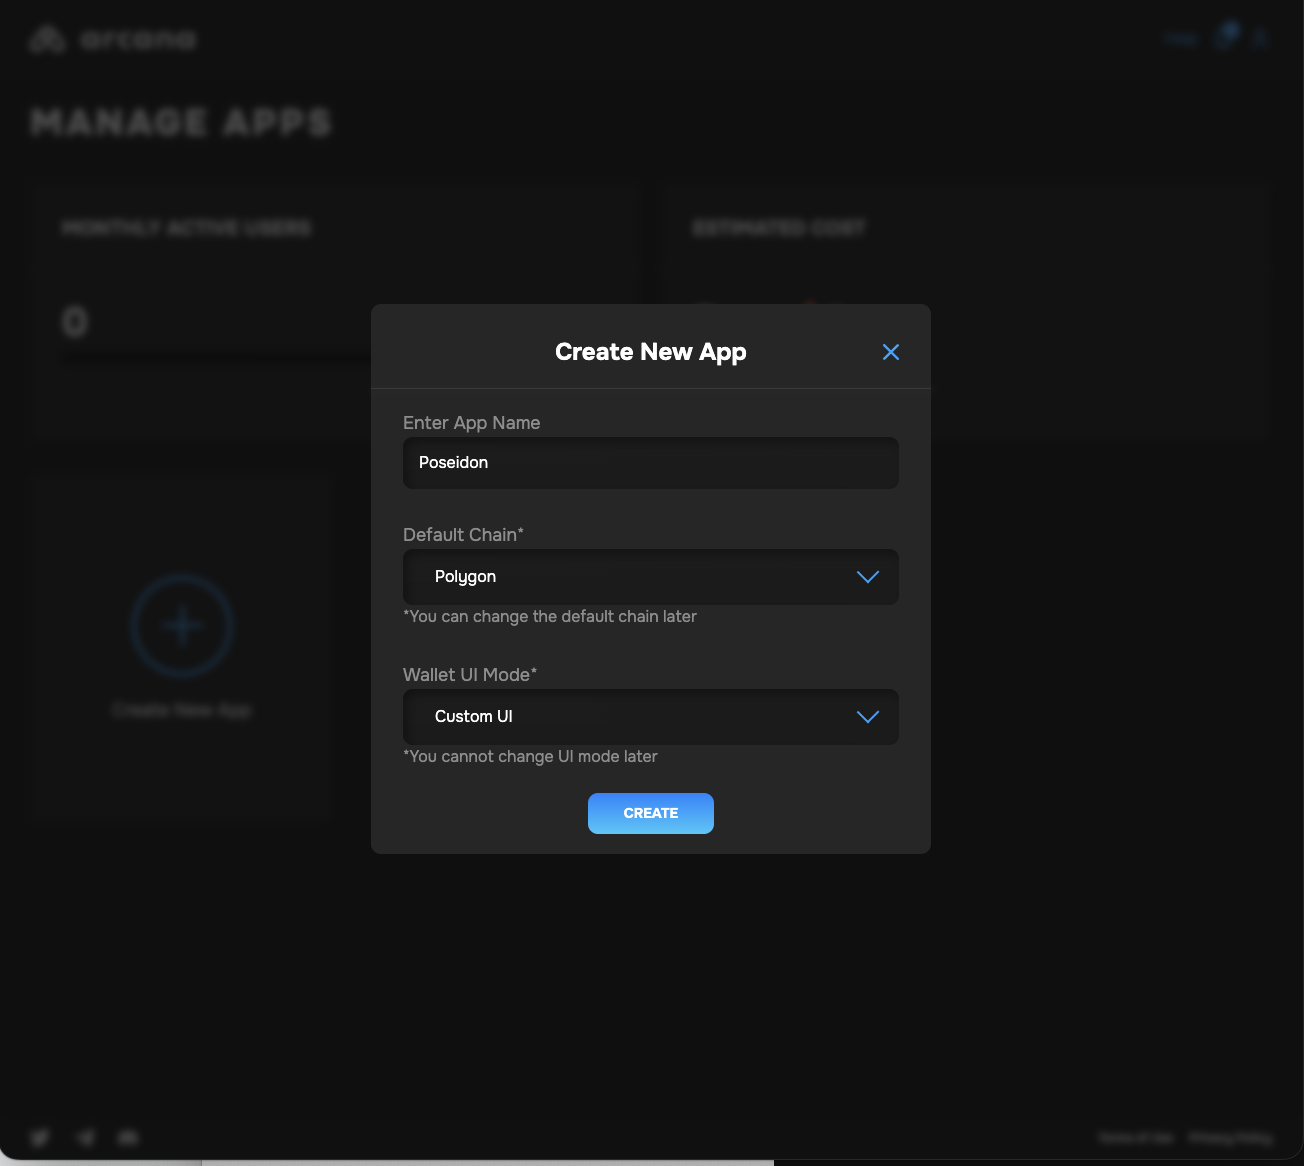 arcana
Help
MANAGE APPS
MONTHLY ACTIVE USERS
ESTIMATED COST
0
Create New App
Enter App Name
Poseidon
Default Chain*
Polygon
*You can change the default chain later
Wallet UI Mode*
Custom UI
*You cannot change UI mode later
CREATE
Create New App
Terms of Use
Privacy Policy